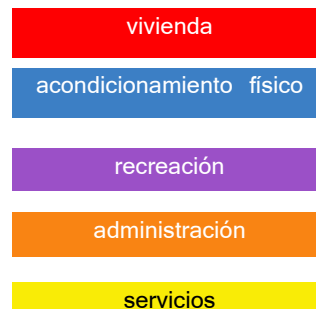 vivienda
acondicionamiento físico
recreación
administración
servicios